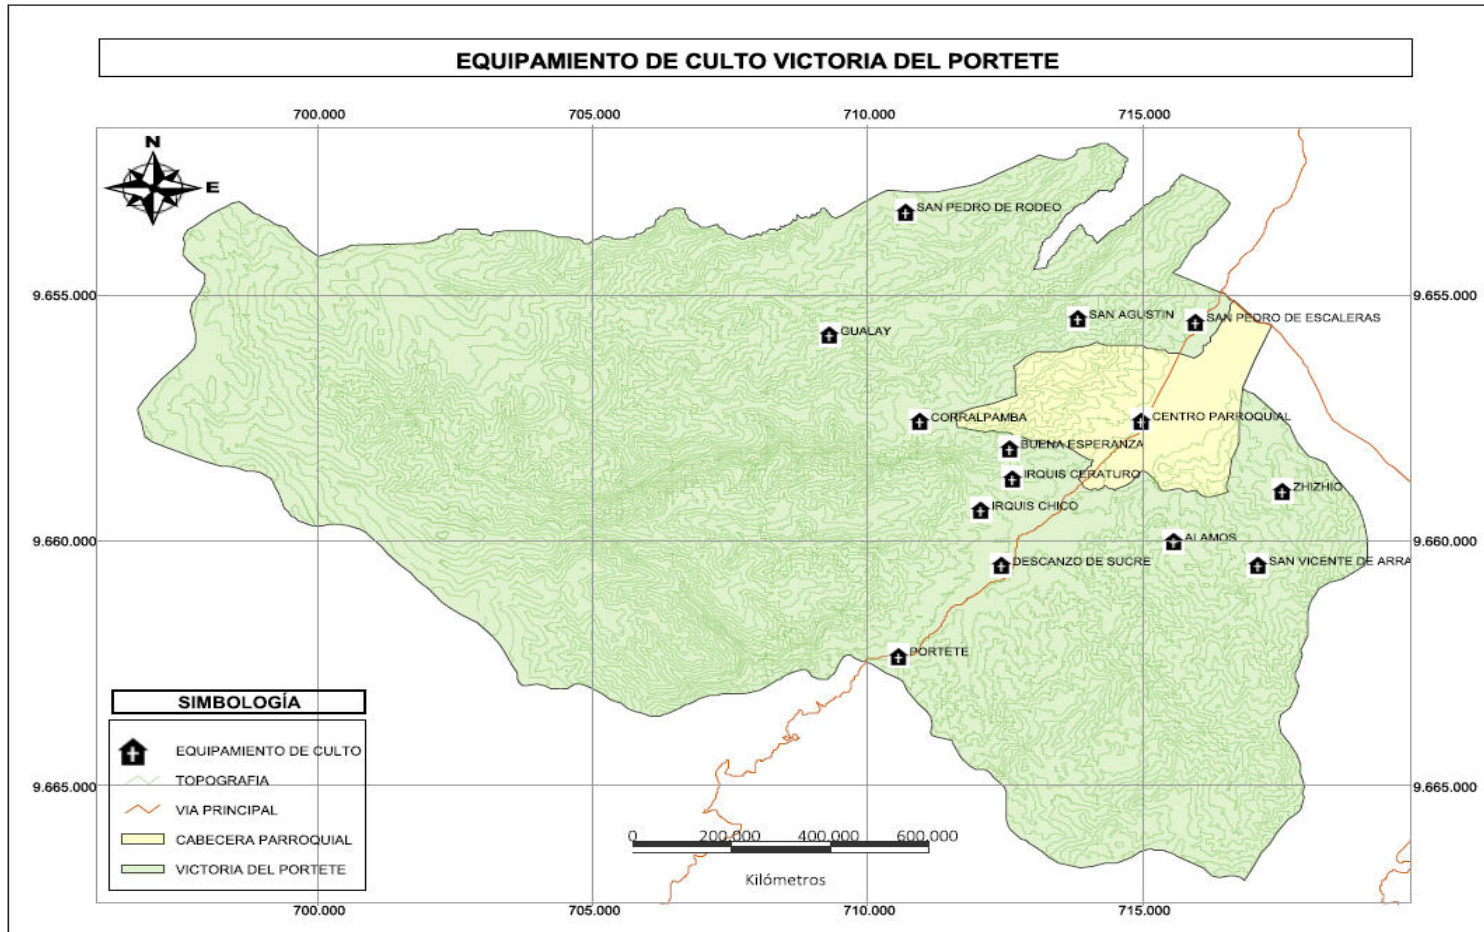 EQUIPAMIENTO DE CULTO VICTORIA DEL PORTETE
700.000 705.000 710.000 715.000
N
E
SAN PEDRO DE RODEO
9.655.000 9.655.000
SAN AGUSTIN
SAN PEDRO DE ESCALERAS
GUALAY
CORRALPAMBA
CENTRO PARROQUIAL
BUENA ESPERANZA
IRQUIS CERATURO
ZHIZHIO
IRQUIS CHICO
ALAMOS
9.660.000 9.660.000
DESCANZO DE SUCRE
SAN VICENTE DE ARRA
PORTETE
SIMBOLOGÍA
EQUIPAMIENTO DE CULTO
TOPOGRAFIA
VIA PRINCIPAL
CABECERA PARROQUIAL
VICTORIA DEL PORTETE
9.665.000 9.665.000
0 200.000 400.000 600.000
Kilómetros
700.000 705.000 710.000 715.000